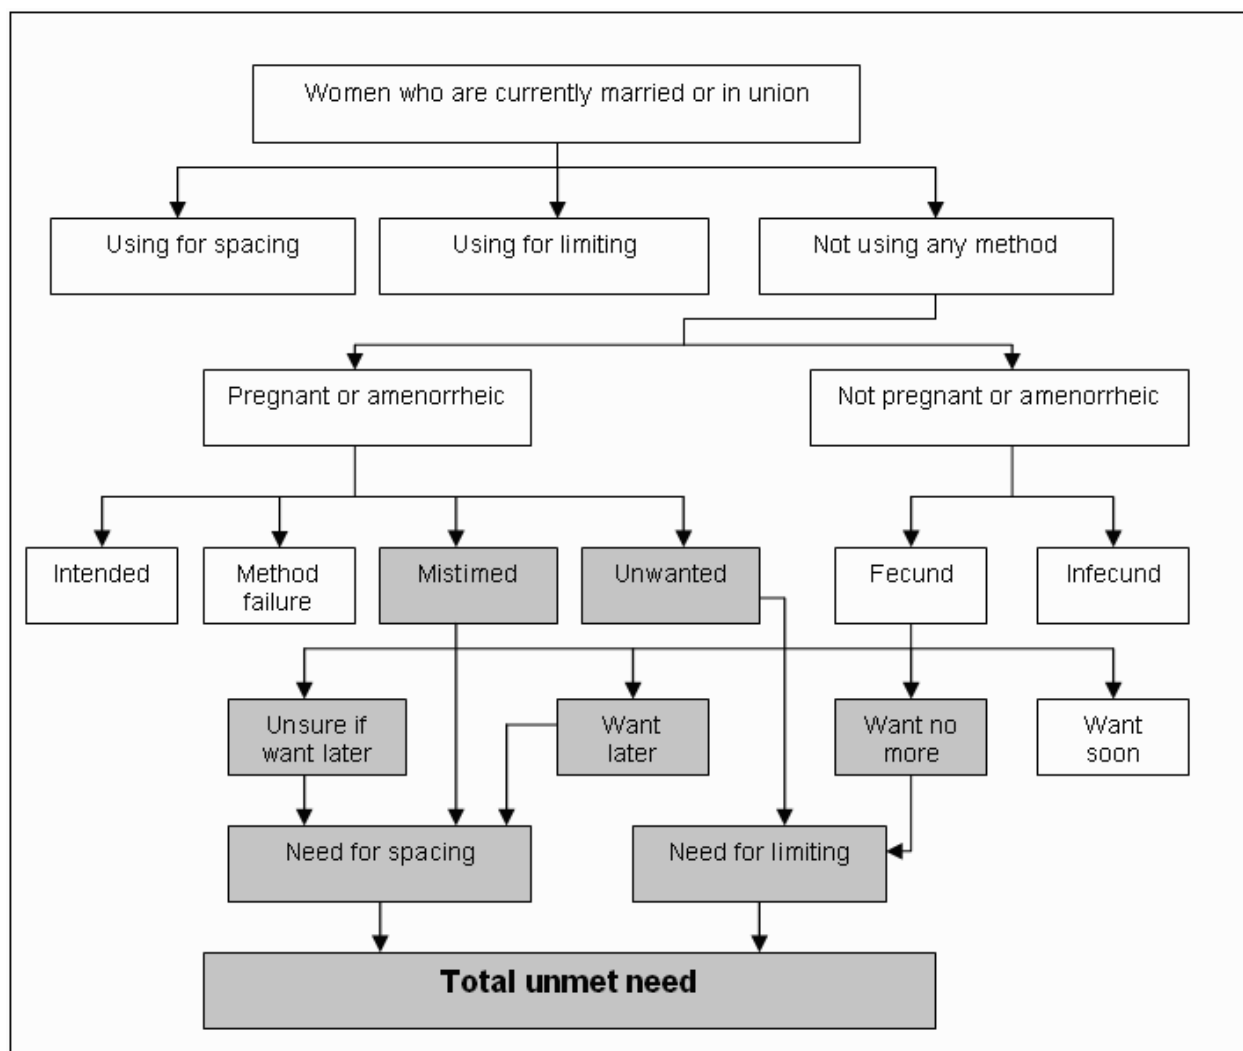 Women who are currently married or in union
Using for spacing
Using for limiting
Not using any method
Pregnant or amenorrheic
Not pregnant or amenorrheic
Intended
Method
failure
Mistimed
Unwanted
Fecund
Infecund
Unsure if
want later
Want
later
Want no
more
Want
soon
Need for spacing
Need for limiting
Total unmet need